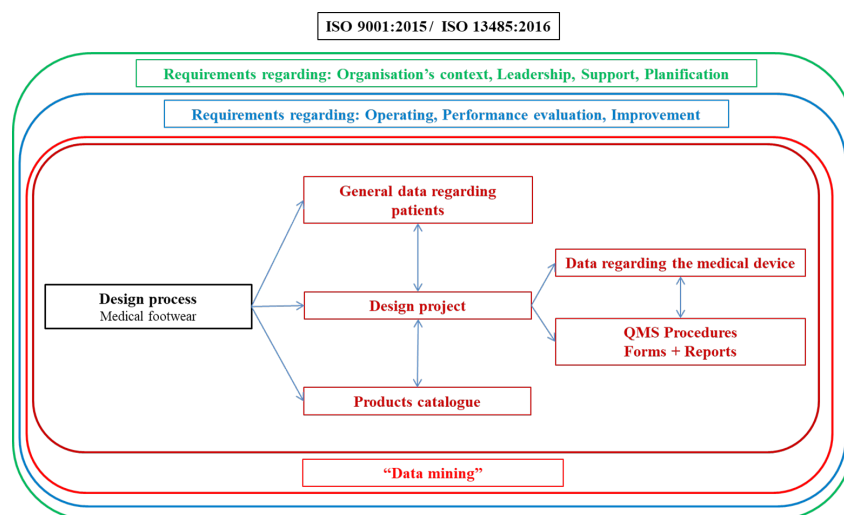 ISO 9001:2015 / ISO 13485:2016
Requirements regarding: Organisation's context, Leadership, Support, Planification
Requirements regarding: Operating, Performance evaluation, Improvement
General data regarding
patients
Data regarding the medical device
Design process
Medical footwear
Design project
QMS Procedures
Forms + Reports
Products catalogue
“Data mining”